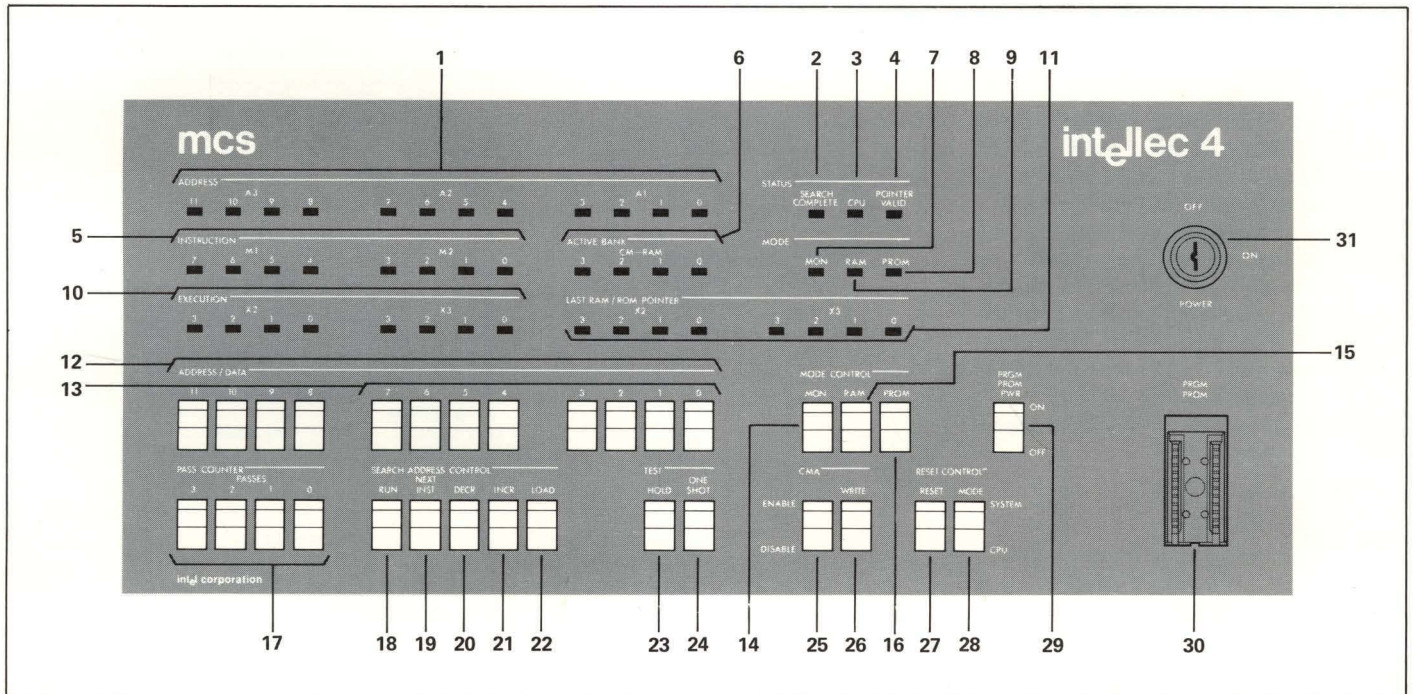 1 6 2 3 4 7 8 9 11
mcs
intellec 4
ADDRESS
A3 A2 A1
11 10 9 8 7 6 5 4 3 2 1 0
STATUS
SEARCH COMPLETE CPU POINTER VALID
OFF
5
INSTRUCTION
M1 M2
7 6 5 4 3 2 1 0
ACTIVE BANK
CM-RAM
3 2 1 0
MODE
MON RAM PROM
ON
31
POWER
10
EXECUTION
X2 X3
3 2 1 0 3 2 1 0
LAST RAM / ROM POINTER
X2 X3
3 2 1 0 3 2 1 0
12
13
ADDRESS / DATA
11 10 9 8 7 6 5 4 3 2 1 0
MODE CONTROL
MON RAM PROM
15
PRGM PROM PWR
ON
OFF
PRGM PROM
PASS COUNTER
PASSES
3 2 1 0
SEARCH ADDRESS CONTROL
RUN NEXT INST DECR INCR LOAD
TEST
HOLD ONE SHOT
CMA
ENABLE WRITE
DISABLE
RESET CONTROL
RESET MODE
SYSTEM
CPU
intel corporation
17 18 19 20 21 22 23 24 14 25 26 16 27 28 29 30